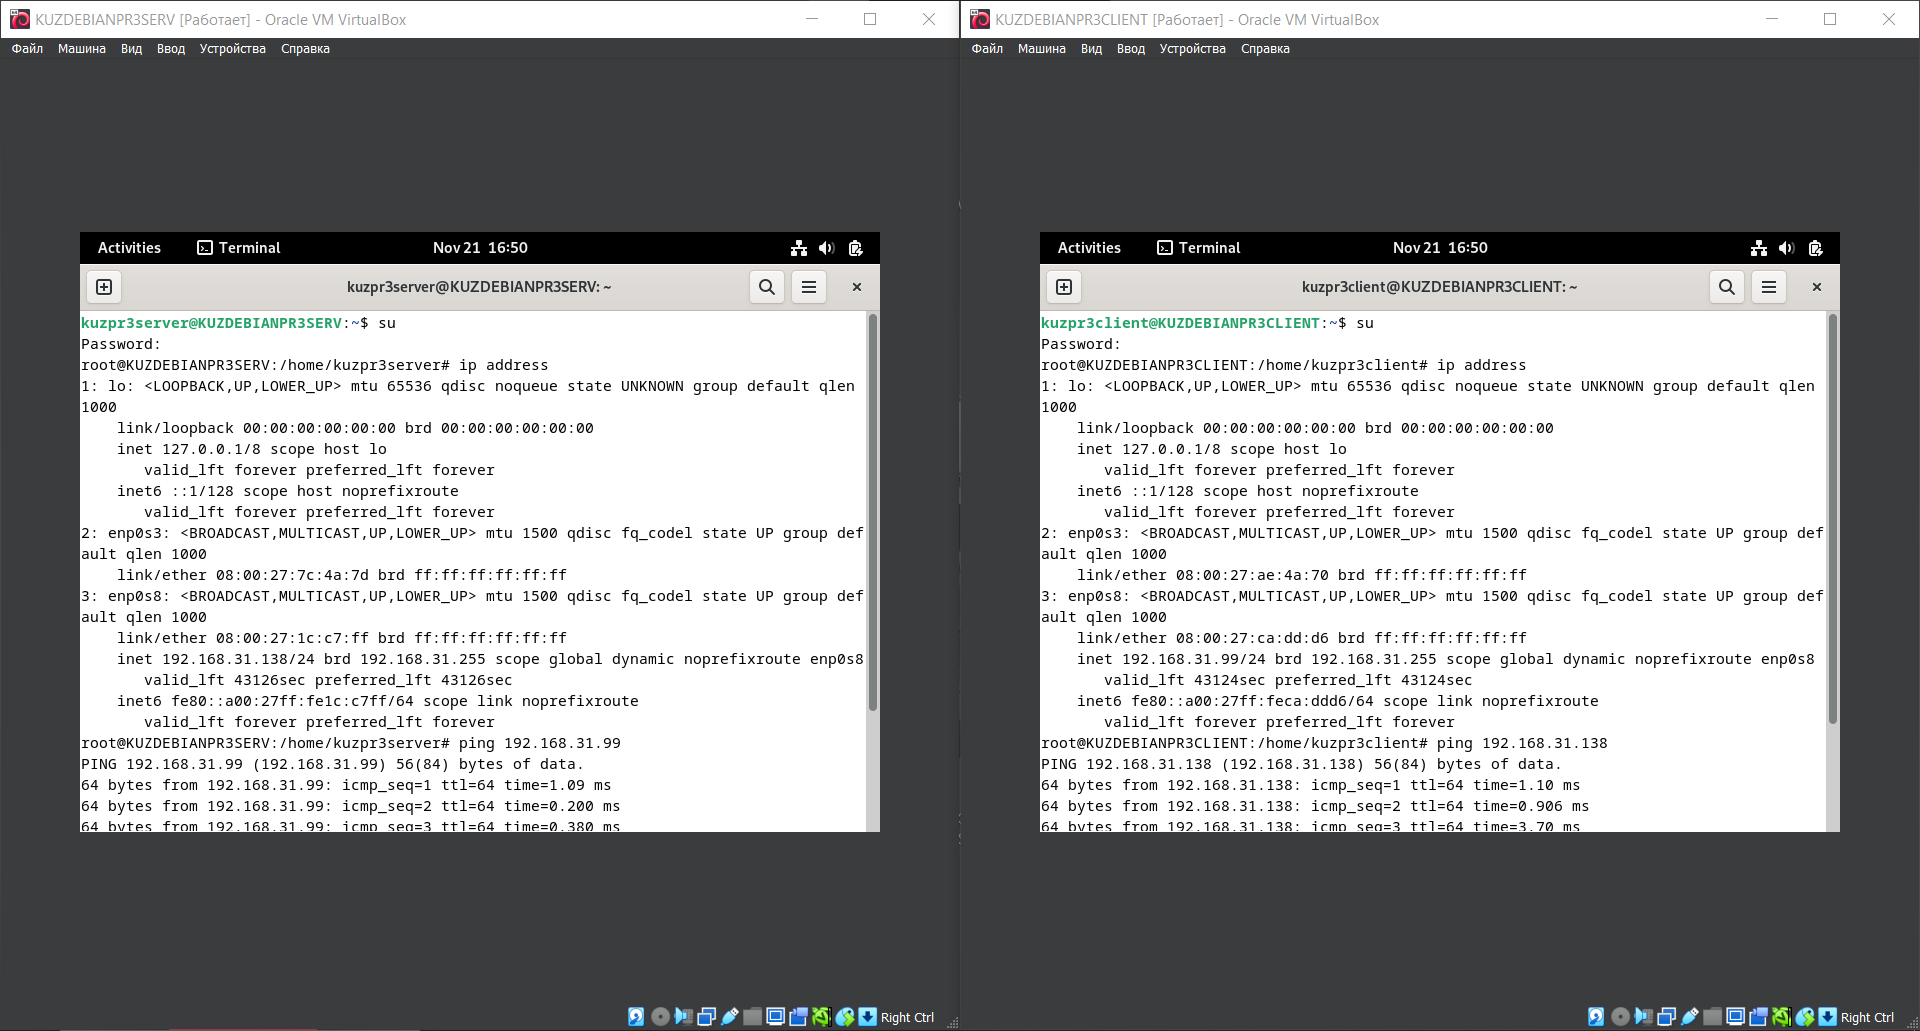 KUZDEBIANPR3SERV [Работает] - Oracle VM VirtualBox
Файл Машина Вид Ввод Устройства Справка
Activities Terminal Nov 21 16:50
kuzpr3server@KUZDEBIANPR3SERV: ~
kuzpr3server@KUZDEBIANPR3SERV:~$ su
Password:
root@KUZDEBIANPR3SERV:/home/kuzpr3server# ip address
1: lo: <LOOPBACK,UP,LOWER_UP> mtu 65536 qdisc noqueue state UNKNOWN group default qlen
1000
link/loopback 00:00:00:00:00:00 brd 00:00:00:00:00:00
inet 127.0.0.1/8 scope host lo
valid_lft forever preferred_lft forever
inet6 ::1/128 scope host noprefixroute
valid_lft forever preferred_lft forever
2: enp0s3: <BROADCAST,MULTICAST,UP,LOWER_UP> mtu 1500 qdisc fq_codel state UP group def
ault qlen 1000
link/ether 08:00:27:7c:4a:7d brd ff:ff:ff:ff:ff:ff
3: enp0s8: <BROADCAST,MULTICAST,UP,LOWER_UP> mtu 1500 qdisc fq_codel state UP group def
ault qlen 1000
link/ether 08:00:27:1c:c7:ff brd ff:ff:ff:ff:ff:ff
inet 192.168.31.138/24 brd 192.168.31.255 scope global dynamic noprefixroute enp0s8
valid_lft 43126sec preferred_lft 43126sec
inet6 fe80::a00:27ff:fe1c:c7ff/64 scope link noprefixroute
valid_lft forever preferred_lft forever
root@KUZDEBIANPR3SERV:/home/kuzpr3server# ping 192.168.31.99
PING 192.168.31.99 (192.168.31.99) 56(84) bytes of data.
64 bytes from 192.168.31.99: icmp_seq=1 ttl=64 time=1.09 ms
64 bytes from 192.168.31.99: icmp_seq=2 ttl=64 time=0.200 ms
64 bytes from 192.168.31.99: icmp_seq=3 ttl=64 time=0.380 ms
Right Ctrl
KUZDEBIANPR3CLIENT [Работает] - Oracle VM VirtualBox
Файл Машина Вид Ввод Устройства Справка
Activities Terminal Nov 21 16:50
kuzpr3client@KUZDEBIANPR3CLIENT: ~
kuzpr3client@KUZDEBIANPR3CLIENT:~$ su
Password:
root@KUZDEBIANPR3CLIENT:/home/kuzpr3client# ip address
1: lo: <LOOPBACK,UP,LOWER_UP> mtu 65536 qdisc noqueue state UNKNOWN group default qlen
1000
link/loopback 00:00:00:00:00:00 brd 00:00:00:00:00:00
inet 127.0.0.1/8 scope host lo
valid_lft forever preferred_lft forever
inet6 ::1/128 scope host noprefixroute
valid_lft forever preferred_lft forever
2: enp0s3: <BROADCAST,MULTICAST,UP,LOWER_UP> mtu 1500 qdisc fq_codel state UP group def
ault qlen 1000
link/ether 08:00:27:ae:4a:70 brd ff:ff:ff:ff:ff:ff
3: enp0s8: <BROADCAST,MULTICAST,UP,LOWER_UP> mtu 1500 qdisc fq_codel state UP group def
ault qlen 1000
link/ether 08:00:27:ca:dd:d6 brd ff:ff:ff:ff:ff:ff
inet 192.168.31.99/24 brd 192.168.31.255 scope global dynamic noprefixroute enp0s8
valid_lft 43124sec preferred_lft 43124sec
inet6 fe80::a00:27ff:feca:ddd6/64 scope link noprefixroute
valid_lft forever preferred_lft forever
root@KUZDEBIANPR3CLIENT:/home/kuzpr3client# ping 192.168.31.138
PING 192.168.31.138 (192.168.31.138) 56(84) bytes of data.
64 bytes from 192.168.31.138: icmp_seq=1 ttl=64 time=1.10 ms
64 bytes from 192.168.31.138: icmp_seq=2 ttl=64 time=0.906 ms
64 bytes from 192.168.31.138: icmp_seq=3 ttl=64 time=3.70 ms
Right Ctrl